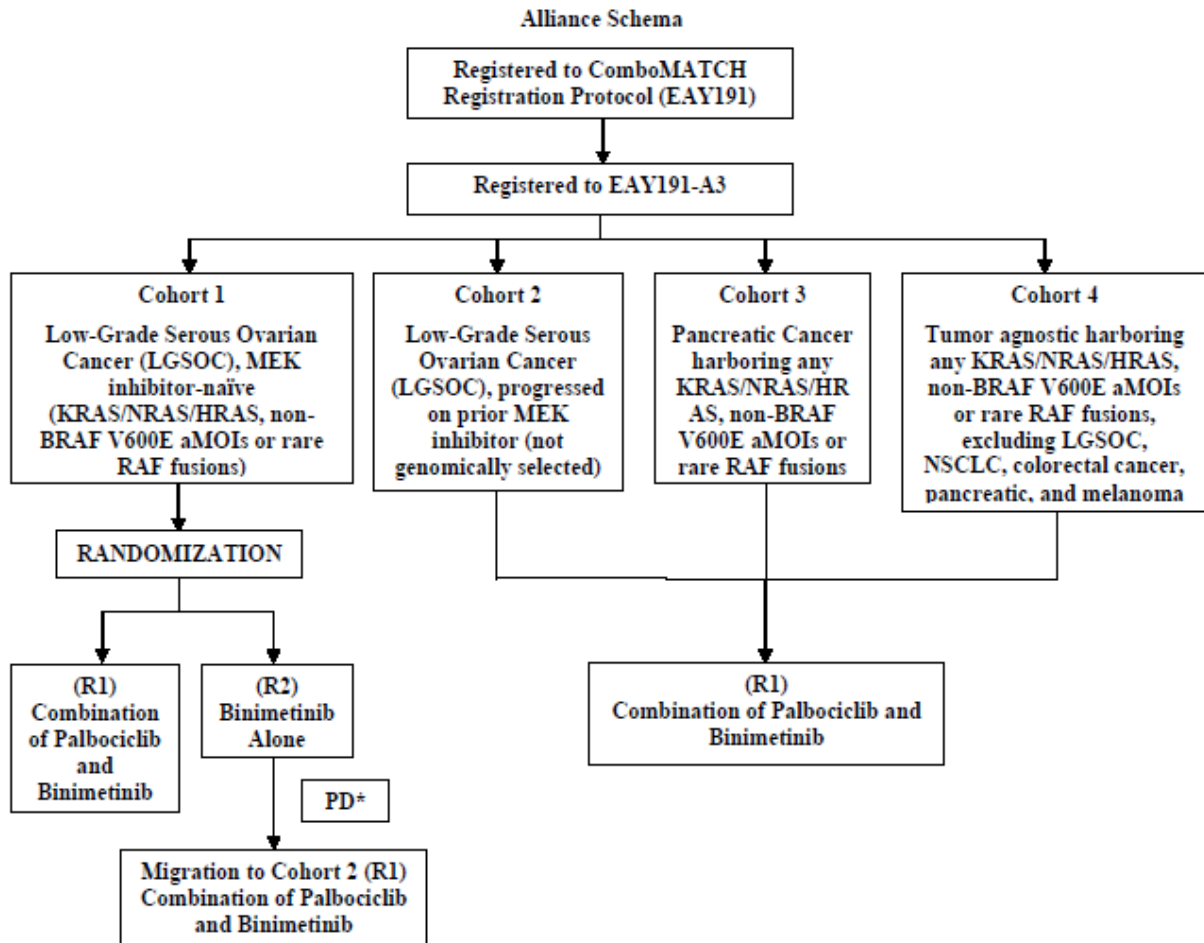 Alliance Schema
Registered to ComboMATCH
Registration Protocol (EAY191)
Registered to EAY191-A3
Cohort 1
Low-Grade Serous Ovarian
Cancer (LGSOC), MEK
inhibitor-naïve
(KRAS/NRAS/HRAS, non-
BRAF V600E aMOIs or rare
RAF fusions)
Cohort 2
Low-Grade Serous
Ovarian Cancer
(LGSOC), progressed
on prior MEK
inhibitor (not
genomically selected)
Cohort 3
Pancreatic Cancer
harboring any
KRAS/NRAS/HR
AS, non-BRAF
V600E aMOIs or
rare RAF fusions
Cohort 4
Tumor agnostic harboring
any KRAS/NRAS/HRAS,
non-BRAF V600E aMOIs
or rare RAF fusions,
excluding LGSOC,
NSCLC, colorectal cancer,
pancreatic, and melanoma
RANDOMIZATION
(R1)
Combination
of Palbociclib
and
Binimetinib
(R2)
Binimetinib
Alone
(R1)
Combination of Palbociclib and
Binimetinib
PD*
Migration to Cohort 2 (R1)
Combination of Palbociclib
and Binimetinib